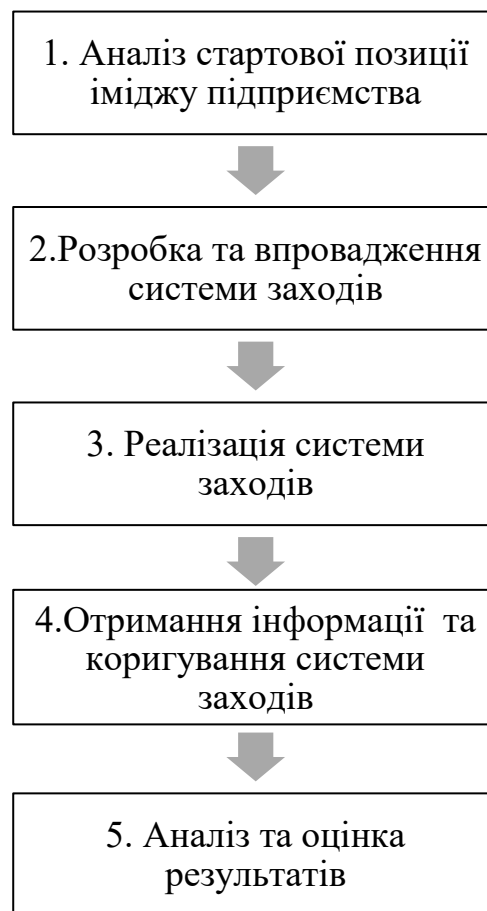 1. Аналіз стартової позиції
іміджу підприємства
2.Розробка та впровадження
системи заходів
3. Реалізація системи
заходів
4.Отримання інформації  та
коригування системи
заходів
5. Аналіз та оцінка
результатів